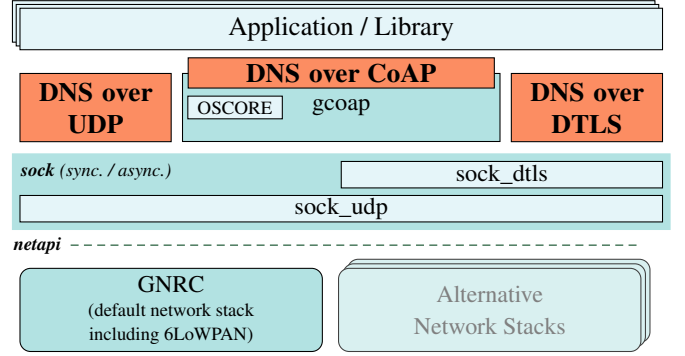 Application / Library
DNS over CoAP
DNS over
UDP
OSCORE
gcoap
DNS over
DTLS
sock (sync. / async.)
sock_dtls
sock_udp
netapi
GNRC
(default network stack
including 6LoWPAN)
Alternative
Network Stacks